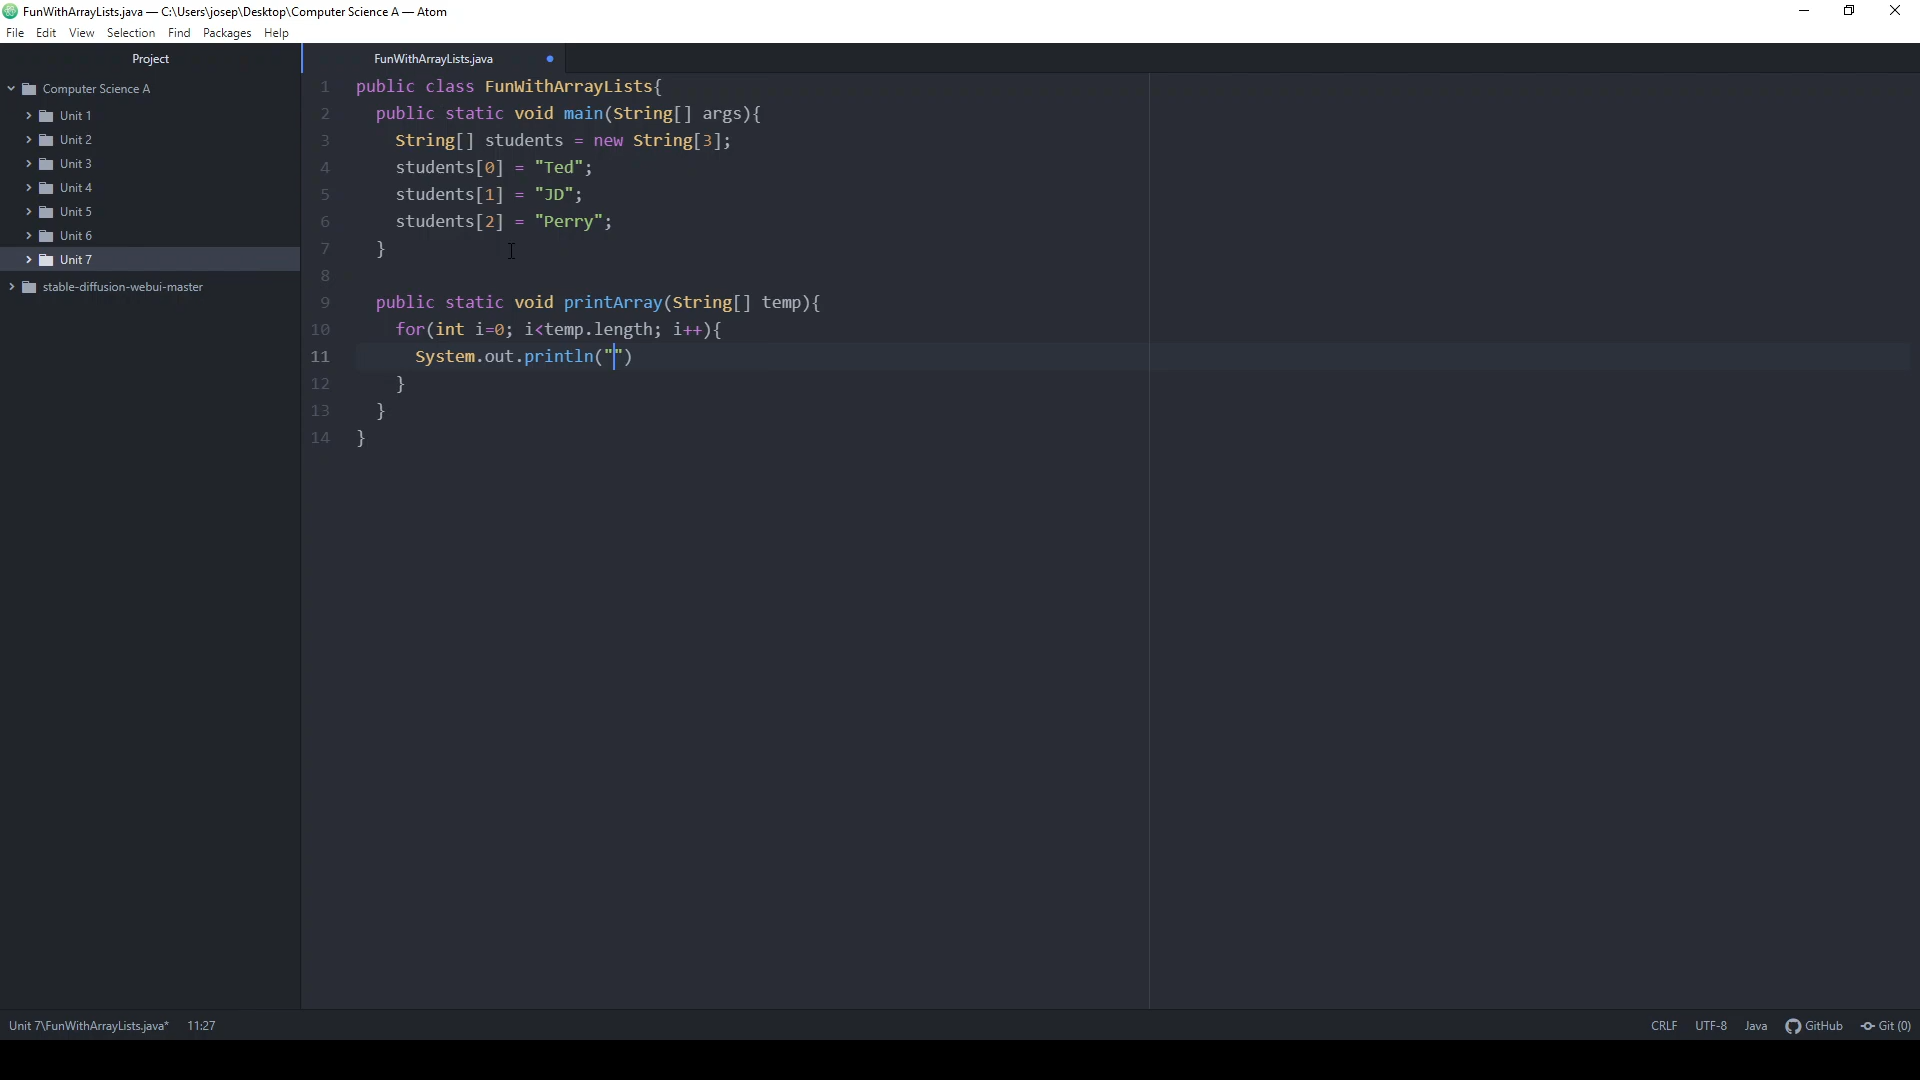 FunWithArrayLists.java — C:\Users\josep\Desktop\Computer Science A — Atom
File Edit View Selection Find Packages Help
Project
FunWithArrayLists.java
Computer Science A
Unit 1
Unit 2
Unit 3
Unit 4
Unit 5
Unit 6
Unit 7
stable-diffusion-webui-master
1 public class FunWithArrayLists{
2 public static void main(String[] args){
3 String[] students = new String[3];
4 students[0] = "Ted";
5 students[1] = "JD";
6 students[2] = "Perry";
7 }
8
9 public static void printArray(String[] temp){
10 for(int i=0; i<temp.length; i++){
11 System.out.println("")
12 }
13 }
14 }
Unit 7\FunWithArrayLists.java* 11:27
CRLF UTF-8 Java GitHub Git (0)